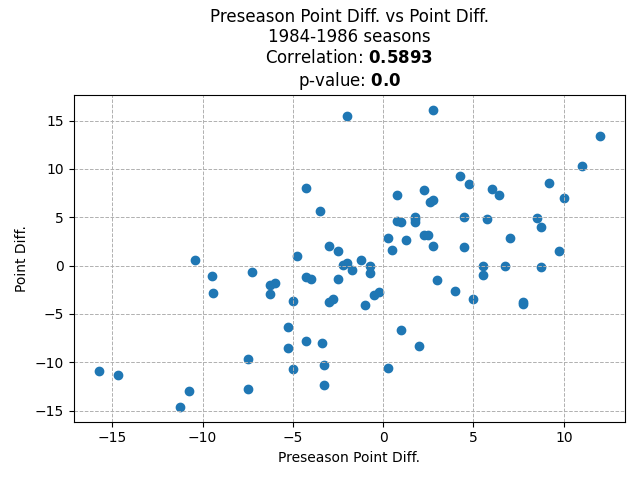 Preseason Point Diff. vs Point Diff.
1984-1986 seasons
Correlation: 0.5893
p-value: 0.0
15
10
5
0
−5
−10
−15
Point Diff.
−15
−10
−5
0
5
10
Preseason Point Diff.